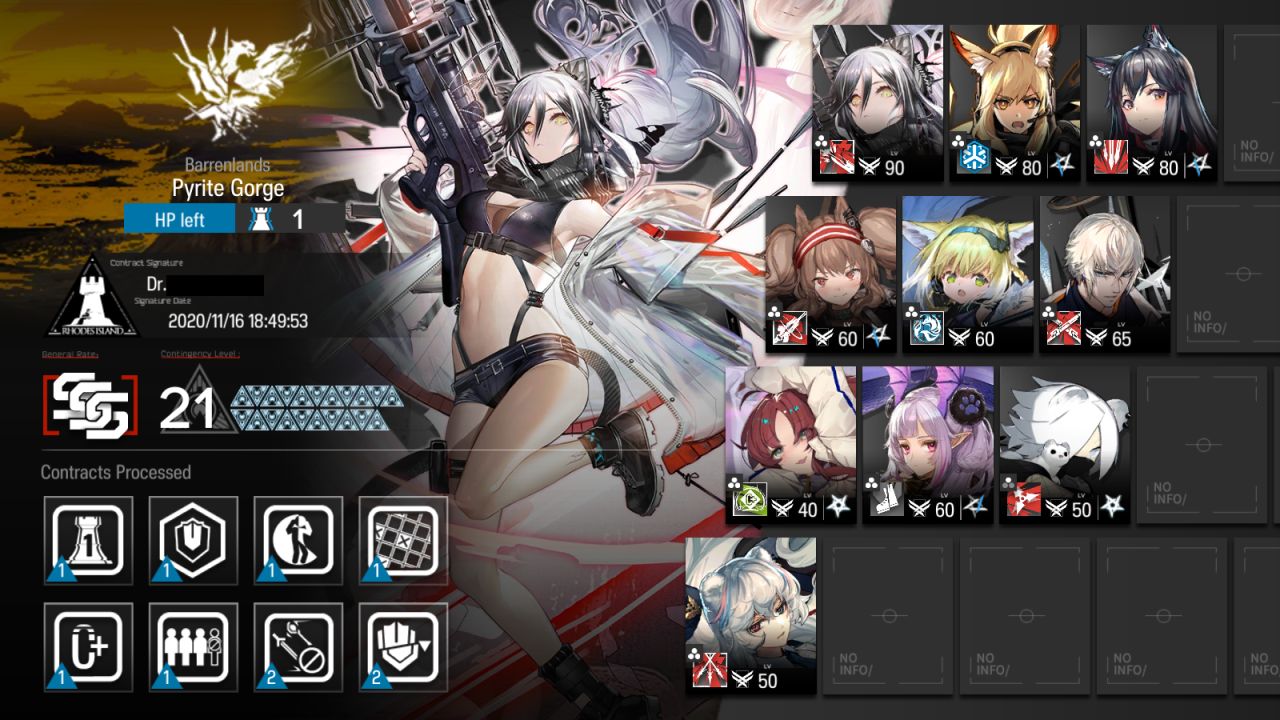 Barrenlands
Pyrite Gorge
HP left 1
Contract Signature
Dr.
Signature Date
2020/11/16 18:49:53
RHODES ISLAND
General Rate:
Contingency Level :
21
Contracts Processed
1
1
1
1
1
1
1
2
2
LV
90
LV
80
LV
80
NO
INFO/
LV
60
LV
60
LV
65
NO
INFO/
LV
40
LV
60
LV
50
NO
INFO/
LV
50
NO
INFO/
NO
INFO/
NO
INFO/
NO
INFO/